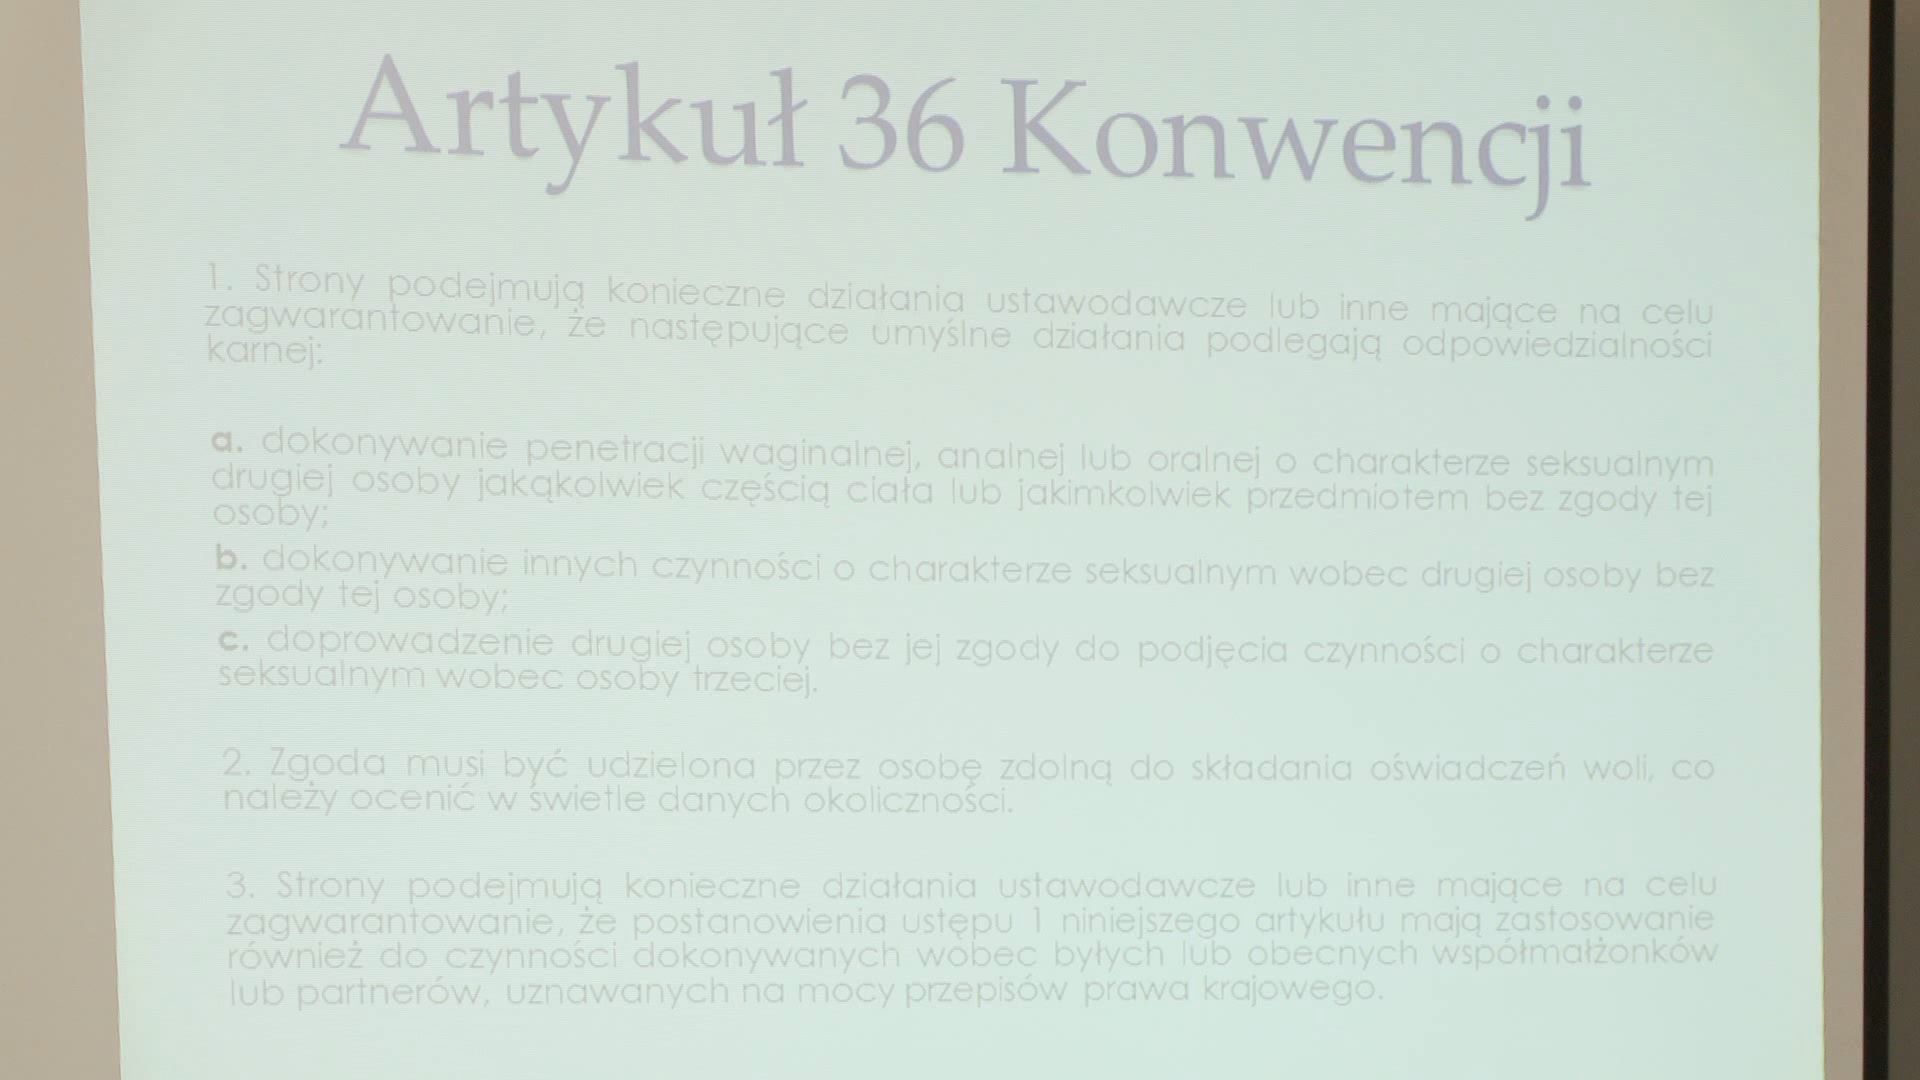 Artykuł 36 Konwencji
1. Strony podejmują konieczne działania ustawodawcze lub inne mające na celu
zagwarantowanie, że następujące umyślne działania podlegają odpowiedzialności
karnej:
a. dokonywanie penetracji waginalnej, analnej lub oralnej o charakterze seksualnym
drugiej osoby jakąkolwiek częścią ciała lub jakimkolwiek przedmiotem bez zgody tej
osoby;
b. dokonywanie innych czynności o charakterze seksualnym wobec drugiej osoby bez
zgody tej osoby;
c. doprowadzenie drugiej osoby bez jej zgody do podjęcia czynności o charakterze
seksualnym wobec osoby trzeciej.
2. Zgoda musi być udzielona przez osobę zdolną do składania oświadczeń woli, co
należy ocenić w świetle danych okoliczności.
3. Strony podejmują konieczne działania ustawodawcze lub inne mające na celu
zagwarantowanie, że postanowienia ustępu 1 niniejszego artykułu mają zastosowanie
również do czynności dokonywanych wobec byłych lub obecnych współmałżonków
lub partnerów, uznawanych na mocy przepisów prawa krajowego.